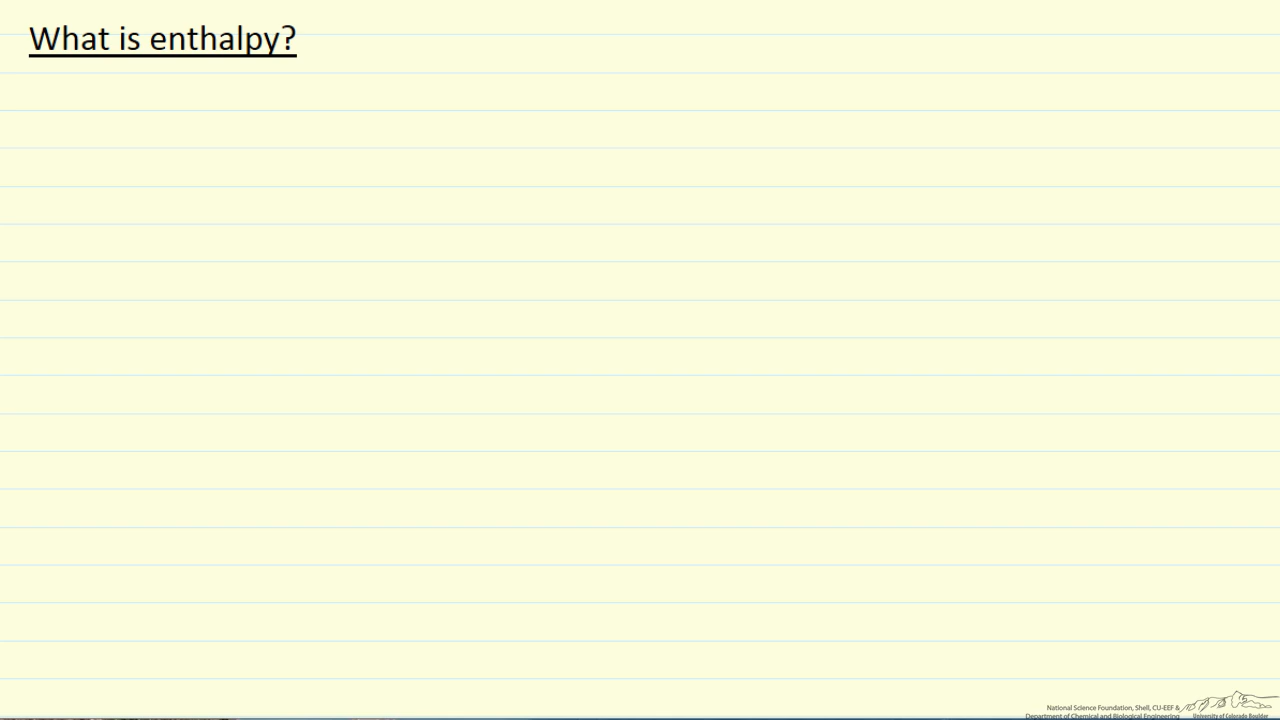 What is enthalpy?
National Science Foundation, Shell, CU-EEF &
Department of Chemical and Biological Engineering
University of Colorado Boulder